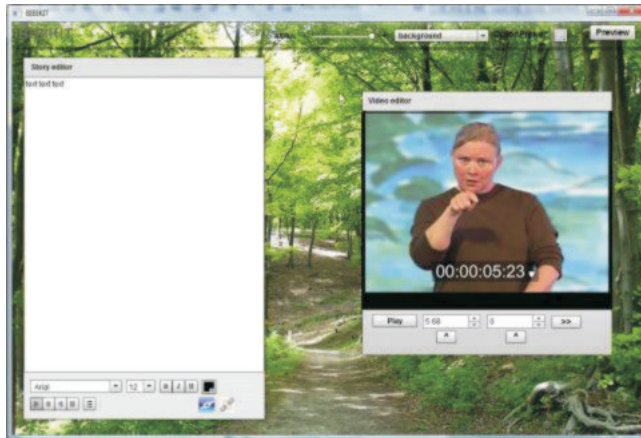 background
Preview
Story editor
text text text
Video editor
00:00:05:23
Play
5.68
0
>>
^
^
Arial
12
B
I
U